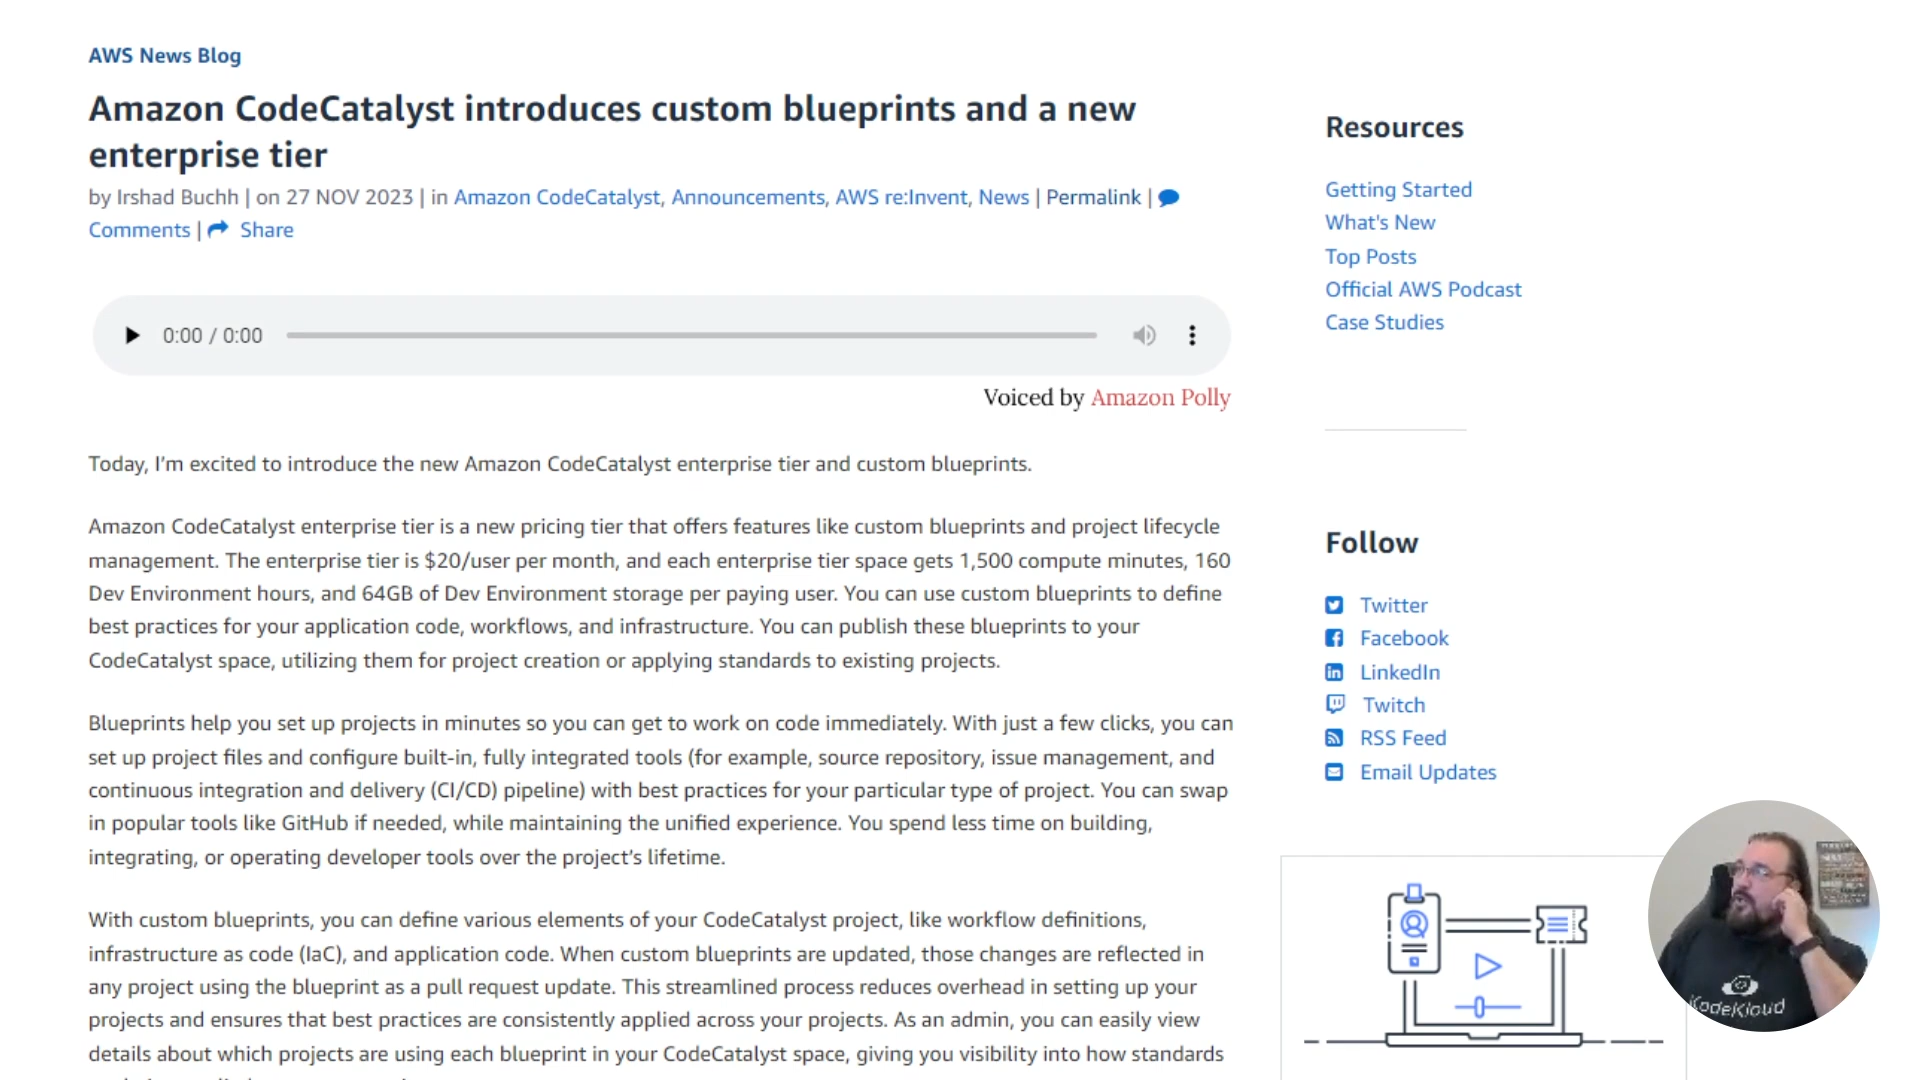 AWS News Blog
Amazon CodeCatalyst introduces custom blueprints and a new
enterprise tier
by Irshad Buchh | on 27 NOV 2023 | in Amazon CodeCatalyst, Announcements, AWS re:Invent, News | Permalink |
Comments | Share
0:00 / 0:00
Voiced by Amazon Polly
Today, I’m excited to introduce the new Amazon CodeCatalyst enterprise tier and custom blueprints.
Amazon CodeCatalyst enterprise tier is a new pricing tier that offers features like custom blueprints and project lifecycle
management. The enterprise tier is $20/user per month, and each enterprise tier space gets 1,500 compute minutes, 160
Dev Environment hours, and 64GB of Dev Environment storage per paying user. You can use custom blueprints to define
best practices for your application code, workflows, and infrastructure. You can publish these blueprints to your
CodeCatalyst space, utilizing them for project creation or applying standards to existing projects.
Blueprints help you set up projects in minutes so you can get to work on code immediately. With just a few clicks, you can
set up project files and configure built-in, fully integrated tools (for example, source repository, issue management, and
continuous integration and delivery (CI/CD) pipeline) with best practices for your particular type of project. You can swap
in popular tools like GitHub if needed, while maintaining the unified experience. You spend less time on building,
integrating, or operating developer tools over the project’s lifetime.
With custom blueprints, you can define various elements of your CodeCatalyst project, like workflow definitions,
infrastructure as code (IaC), and application code. When custom blueprints are updated, those changes are reflected in
any project using the blueprint as a pull request update. This streamlined process reduces overhead in setting up your
projects and ensures that best practices are consistently applied across your projects. As an admin, you can easily view
details about which projects are using each blueprint in your CodeCatalyst space, giving you visibility into how standards
Resources
Getting Started
What's New
Top Posts
Official AWS Podcast
Case Studies
Follow
Twitter
Facebook
LinkedIn
Twitch
RSS Feed
Email Updates
KodeKloud